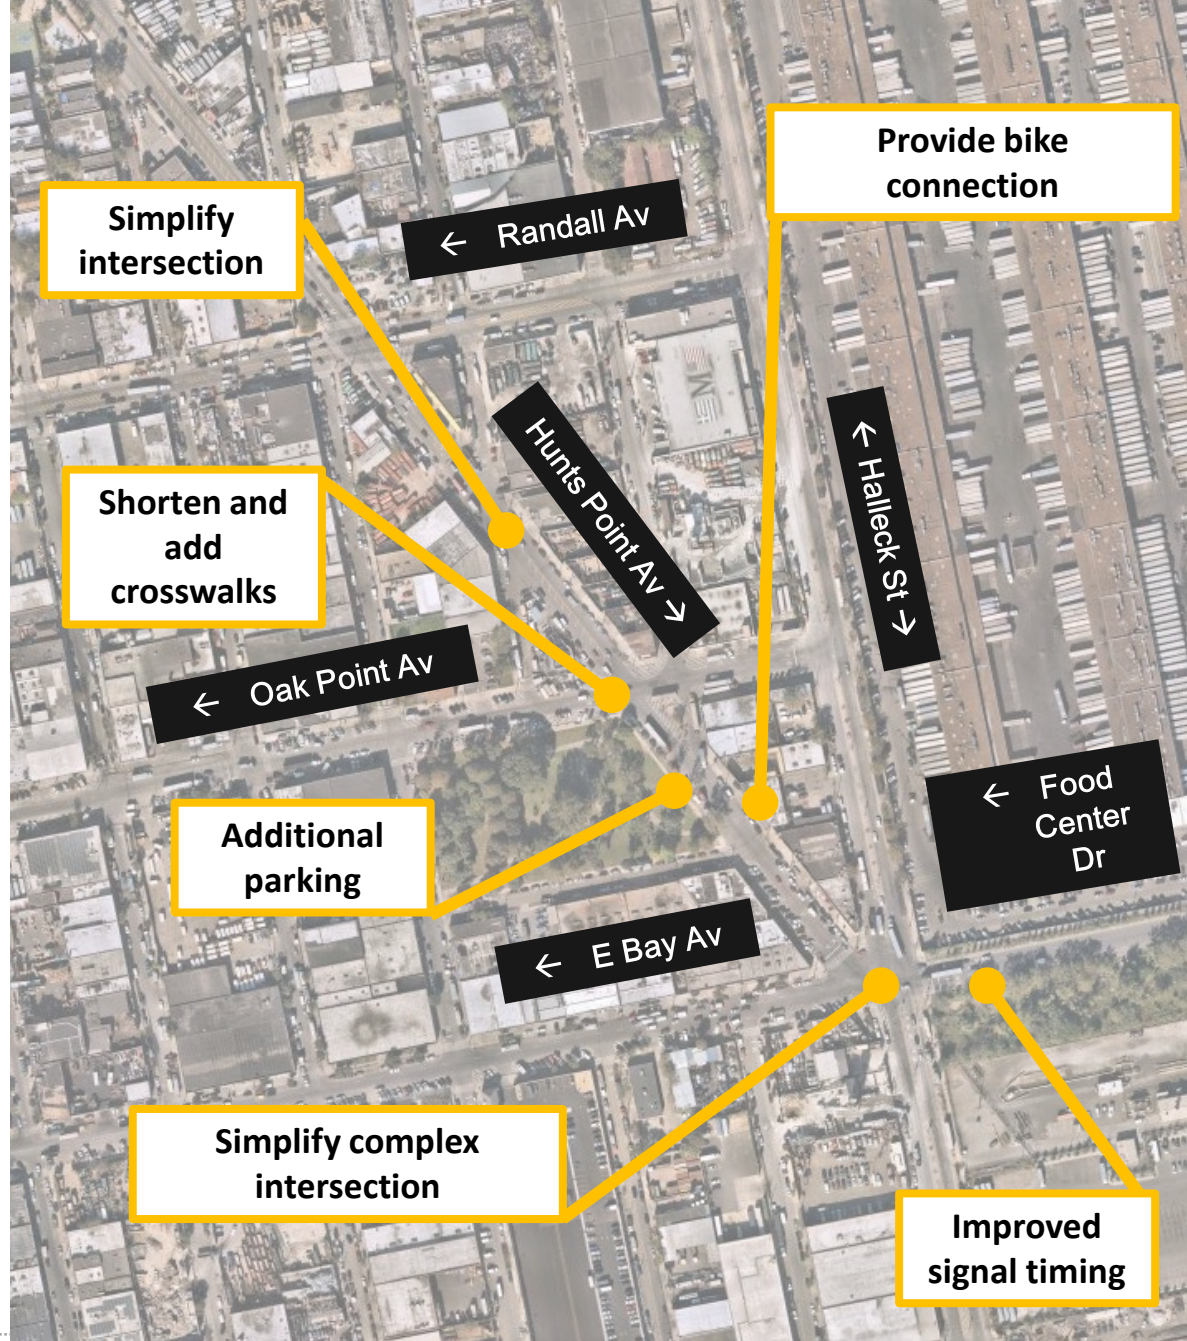 Provide bike
connection
Simplify
intersection
← Randall Av
Hunts Point Av →
← Halleck St →
Shorten and
add
crosswalks
← Oak Point Av
← Food
Center
Dr
Additional
parking
← E Bay Av
Simplify complex
intersection
Improved
signal timing